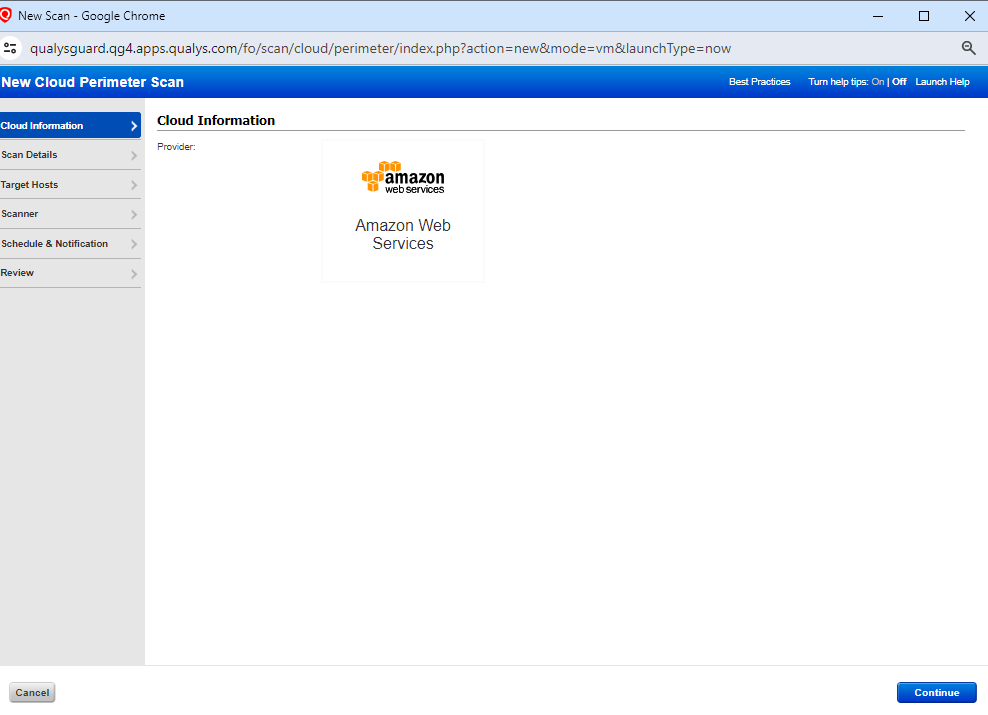 New Scan - Google Chrome
qualysguard.qg4.apps.qualys.com/fo/scan/cloud/perimeter/index.php?action=new&mode=vm&launchType=now
New Cloud Perimeter Scan
Best Practices
Turn help tips: On | Off
Launch Help
Cloud Information
Scan Details
Target Hosts
Scanner
Schedule & Notification
Review
Cloud Information
Provider:
amazon
web services
Amazon Web
Services
Cancel
Continue